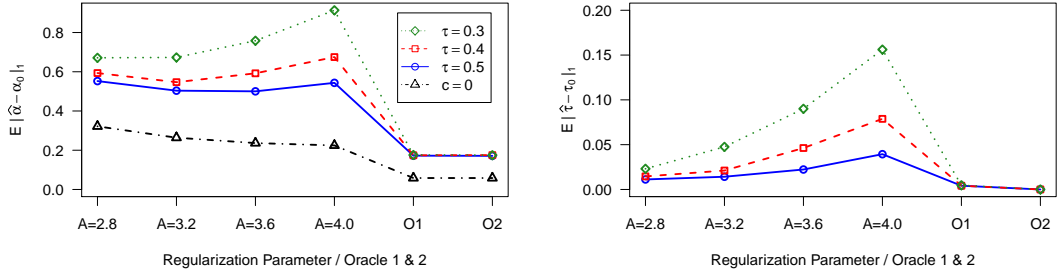 E | α̂ − α₀ |₁
0.8
0.6
0.4
0.2
0.0
τ = 0.3
τ = 0.4
τ = 0.5
c = 0
A=2.8 A=3.2 A=3.6 A=4.0 O1 O2
Regularization Parameter / Oracle 1 & 2
E | τ̂ − τ₀ |₁
0.20
0.15
0.10
0.05
0.00
A=2.8 A=3.2 A=3.6 A=4.0 O1 O2
Regularization Parameter / Oracle 1 & 2